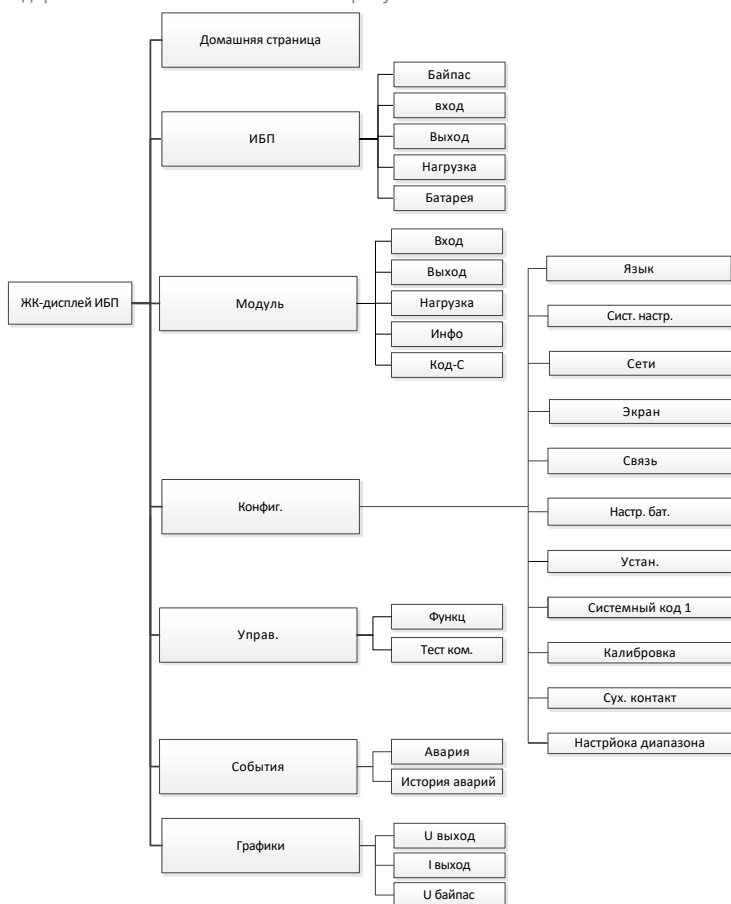 Домашняя страница
ИБП
Байпас
вход
Выход
Нагрузка
Батарея
ЖК-дисплей ИБП
Модуль
Вход
Выход
Нагрузка
Инфо
Код-С
Конфиг.
Язык
Сист. настр.
Сети
Экран
Связь
Настр. бат.
Устан.
Системный код 1
Калибровка
Сух. контакт
Настрйока диапазона
Управ.
Функц
Тест ком.
События
Авария
История аварий
Графики
U выход
I выход
U байпас